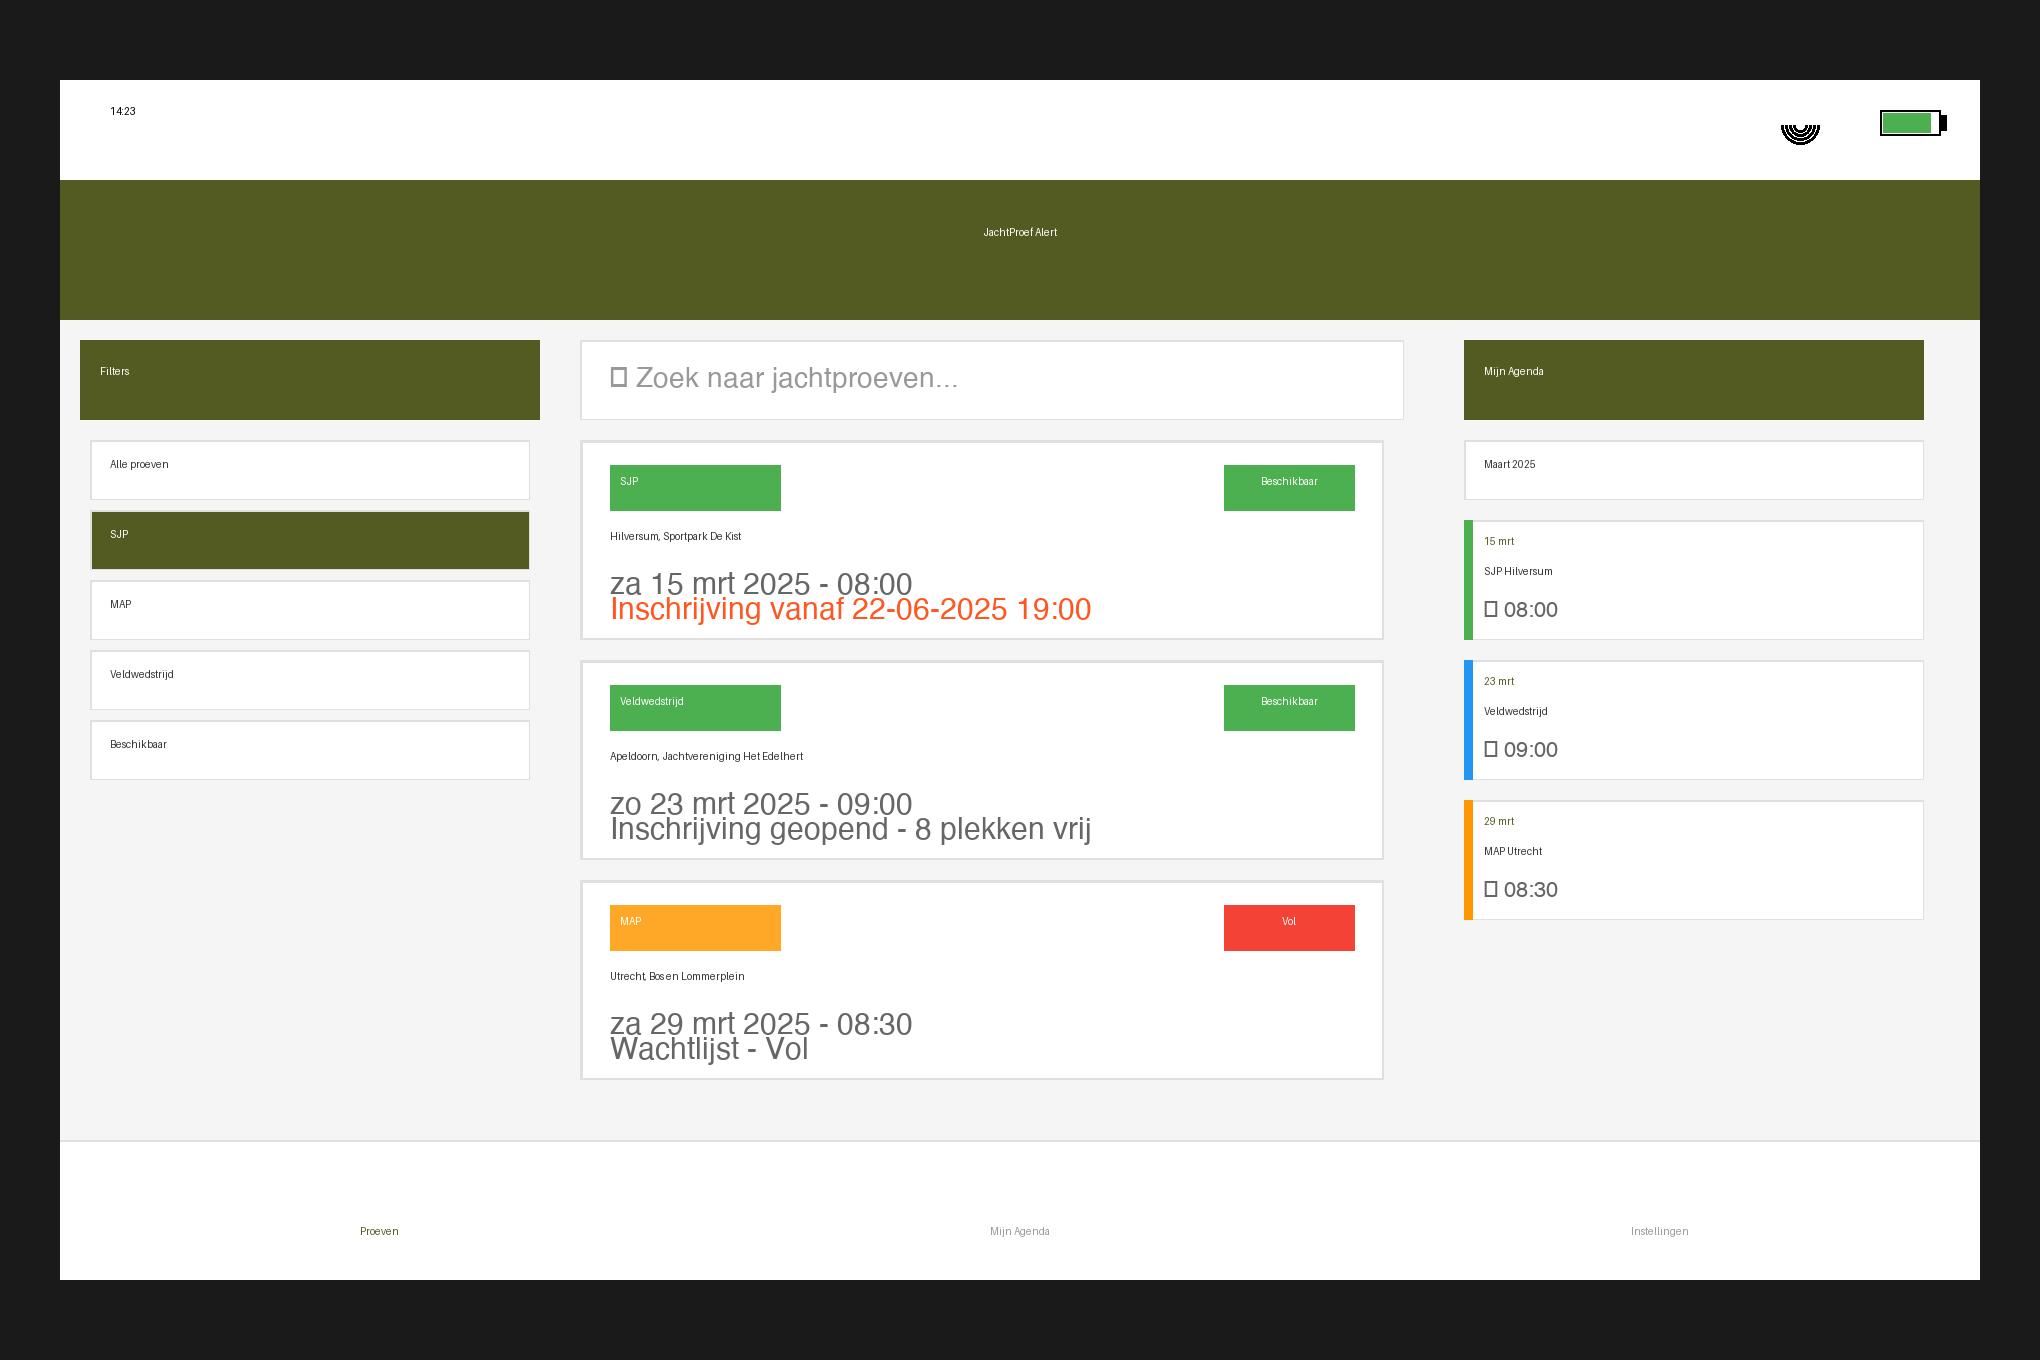 14:23
JachtProef Alert
Filters
Alle proeven
SJP
MAP
Veldwedstrijd
Beschikbaar
Zoek naar jachtproeven...
SJP
Beschikbaar
Hilversum, Sportpark De Kist
za 15 mrt 2025 - 08:00
Inschrijving vanaf 22-06-2025 19:00
Veldwedstrijd
Beschikbaar
Apeldoorn, Jachtvereniging Het Edelhert
zo 23 mrt 2025 - 09:00
Inschrijving geopend - 8 plekken vrij
MAP
Vol
Utrecht, Bos en Lommerplein
za 29 mrt 2025 - 08:30
Wachtlijst - Vol
Mijn Agenda
Maart 2025
15 mrt
SJP Hilversum
08:00
23 mrt
Veldwedstrijd
09:00
29 mrt
MAP Utrecht
08:30
Proeven
Mijn Agenda
Instellingen